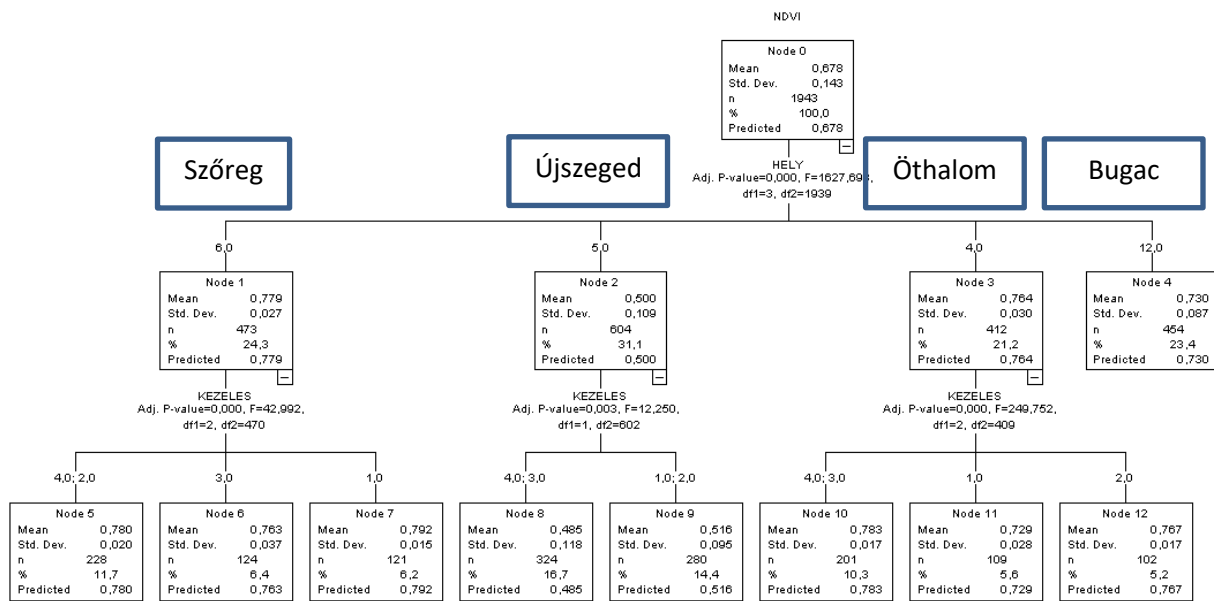 NDVI
Node 0
Mean 0,678
Std. Dev. 0,143
n 1943
% 100,0
Predicted 0,678
HELY
Adj. P-value=0,000, F=1627,693,
df1=3, df2=1939
Szőreg
Újszeged
Öthalom
Bugac
6,0
5,0
4,0
12,0
Node 1
Mean 0,779
Std. Dev. 0,027
n 473
% 24,3
Predicted 0,779
KEZELES
Adj. P-value=0,000, F=42,992,
df1=2, df2=470
Node 2
Mean 0,500
Std. Dev. 0,109
n 604
% 31,1
Predicted 0,500
KEZELES
Adj. P-value=0,003, F=12,250,
df1=1, df2=602
Node 3
Mean 0,764
Std. Dev. 0,030
n 412
% 21,2
Predicted 0,764
KEZELES
Adj. P-value=0,000, F=249,752,
df1=2, df2=409
Node 4
Mean 0,730
Std. Dev. 0,087
n 454
% 23,4
Predicted 0,730
4,0; 2,0
3,0
1,0
4,0; 3,0
1,0; 2,0
4,0; 3,0
1,0
2,0
Node 5
Mean 0,780
Std. Dev. 0,020
n 228
% 11,7
Predicted 0,780
Node 6
Mean 0,763
Std. Dev. 0,037
n 124
% 6,4
Predicted 0,763
Node 7
Mean 0,792
Std. Dev. 0,015
n 121
% 6,2
Predicted 0,792
Node 8
Mean 0,485
Std. Dev. 0,118
n 324
% 16,7
Predicted 0,485
Node 9
Mean 0,516
Std. Dev. 0,095
n 280
% 14,4
Predicted 0,516
Node 10
Mean 0,783
Std. Dev. 0,017
n 201
% 10,3
Predicted 0,783
Node 11
Mean 0,729
Std. Dev. 0,028
n 109
% 5,6
Predicted 0,729
Node 12
Mean 0,767
Std. Dev. 0,017
n 102
% 5,2
Predicted 0,767